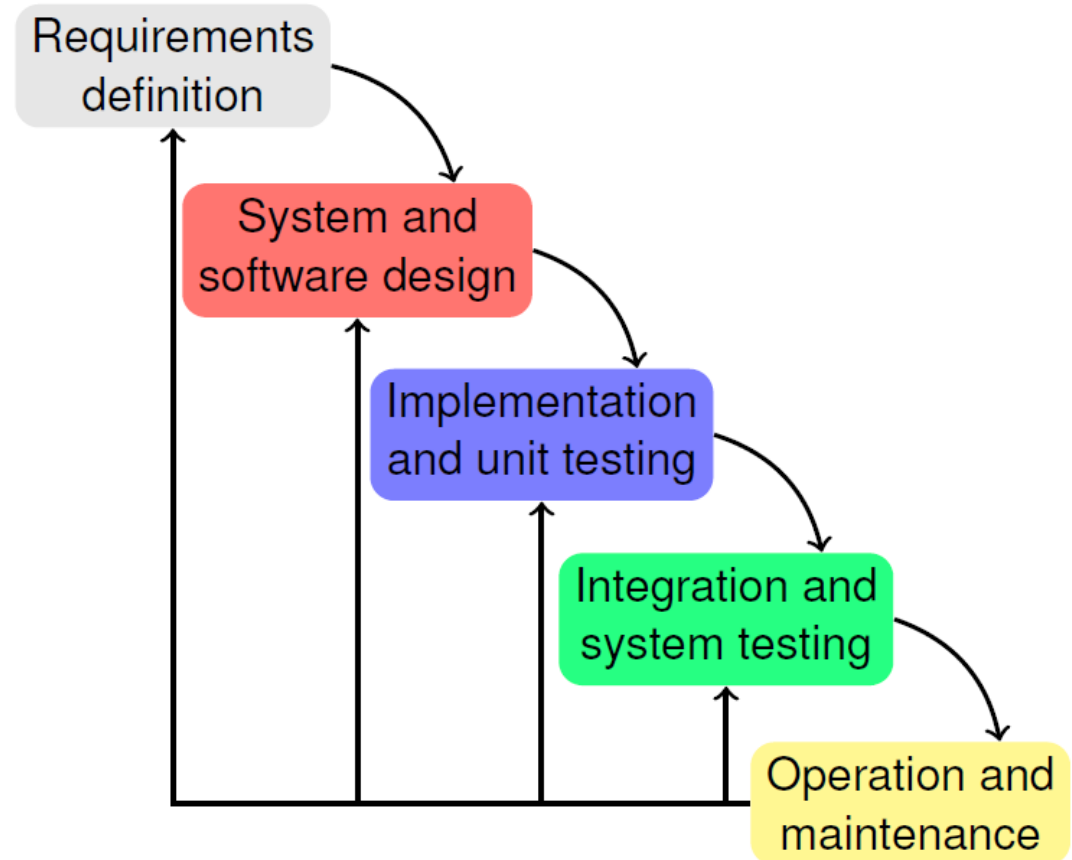 Requirements
definition
System and
software design
Implementation
and unit testing
Integration and
system testing
Operation and
maintenance